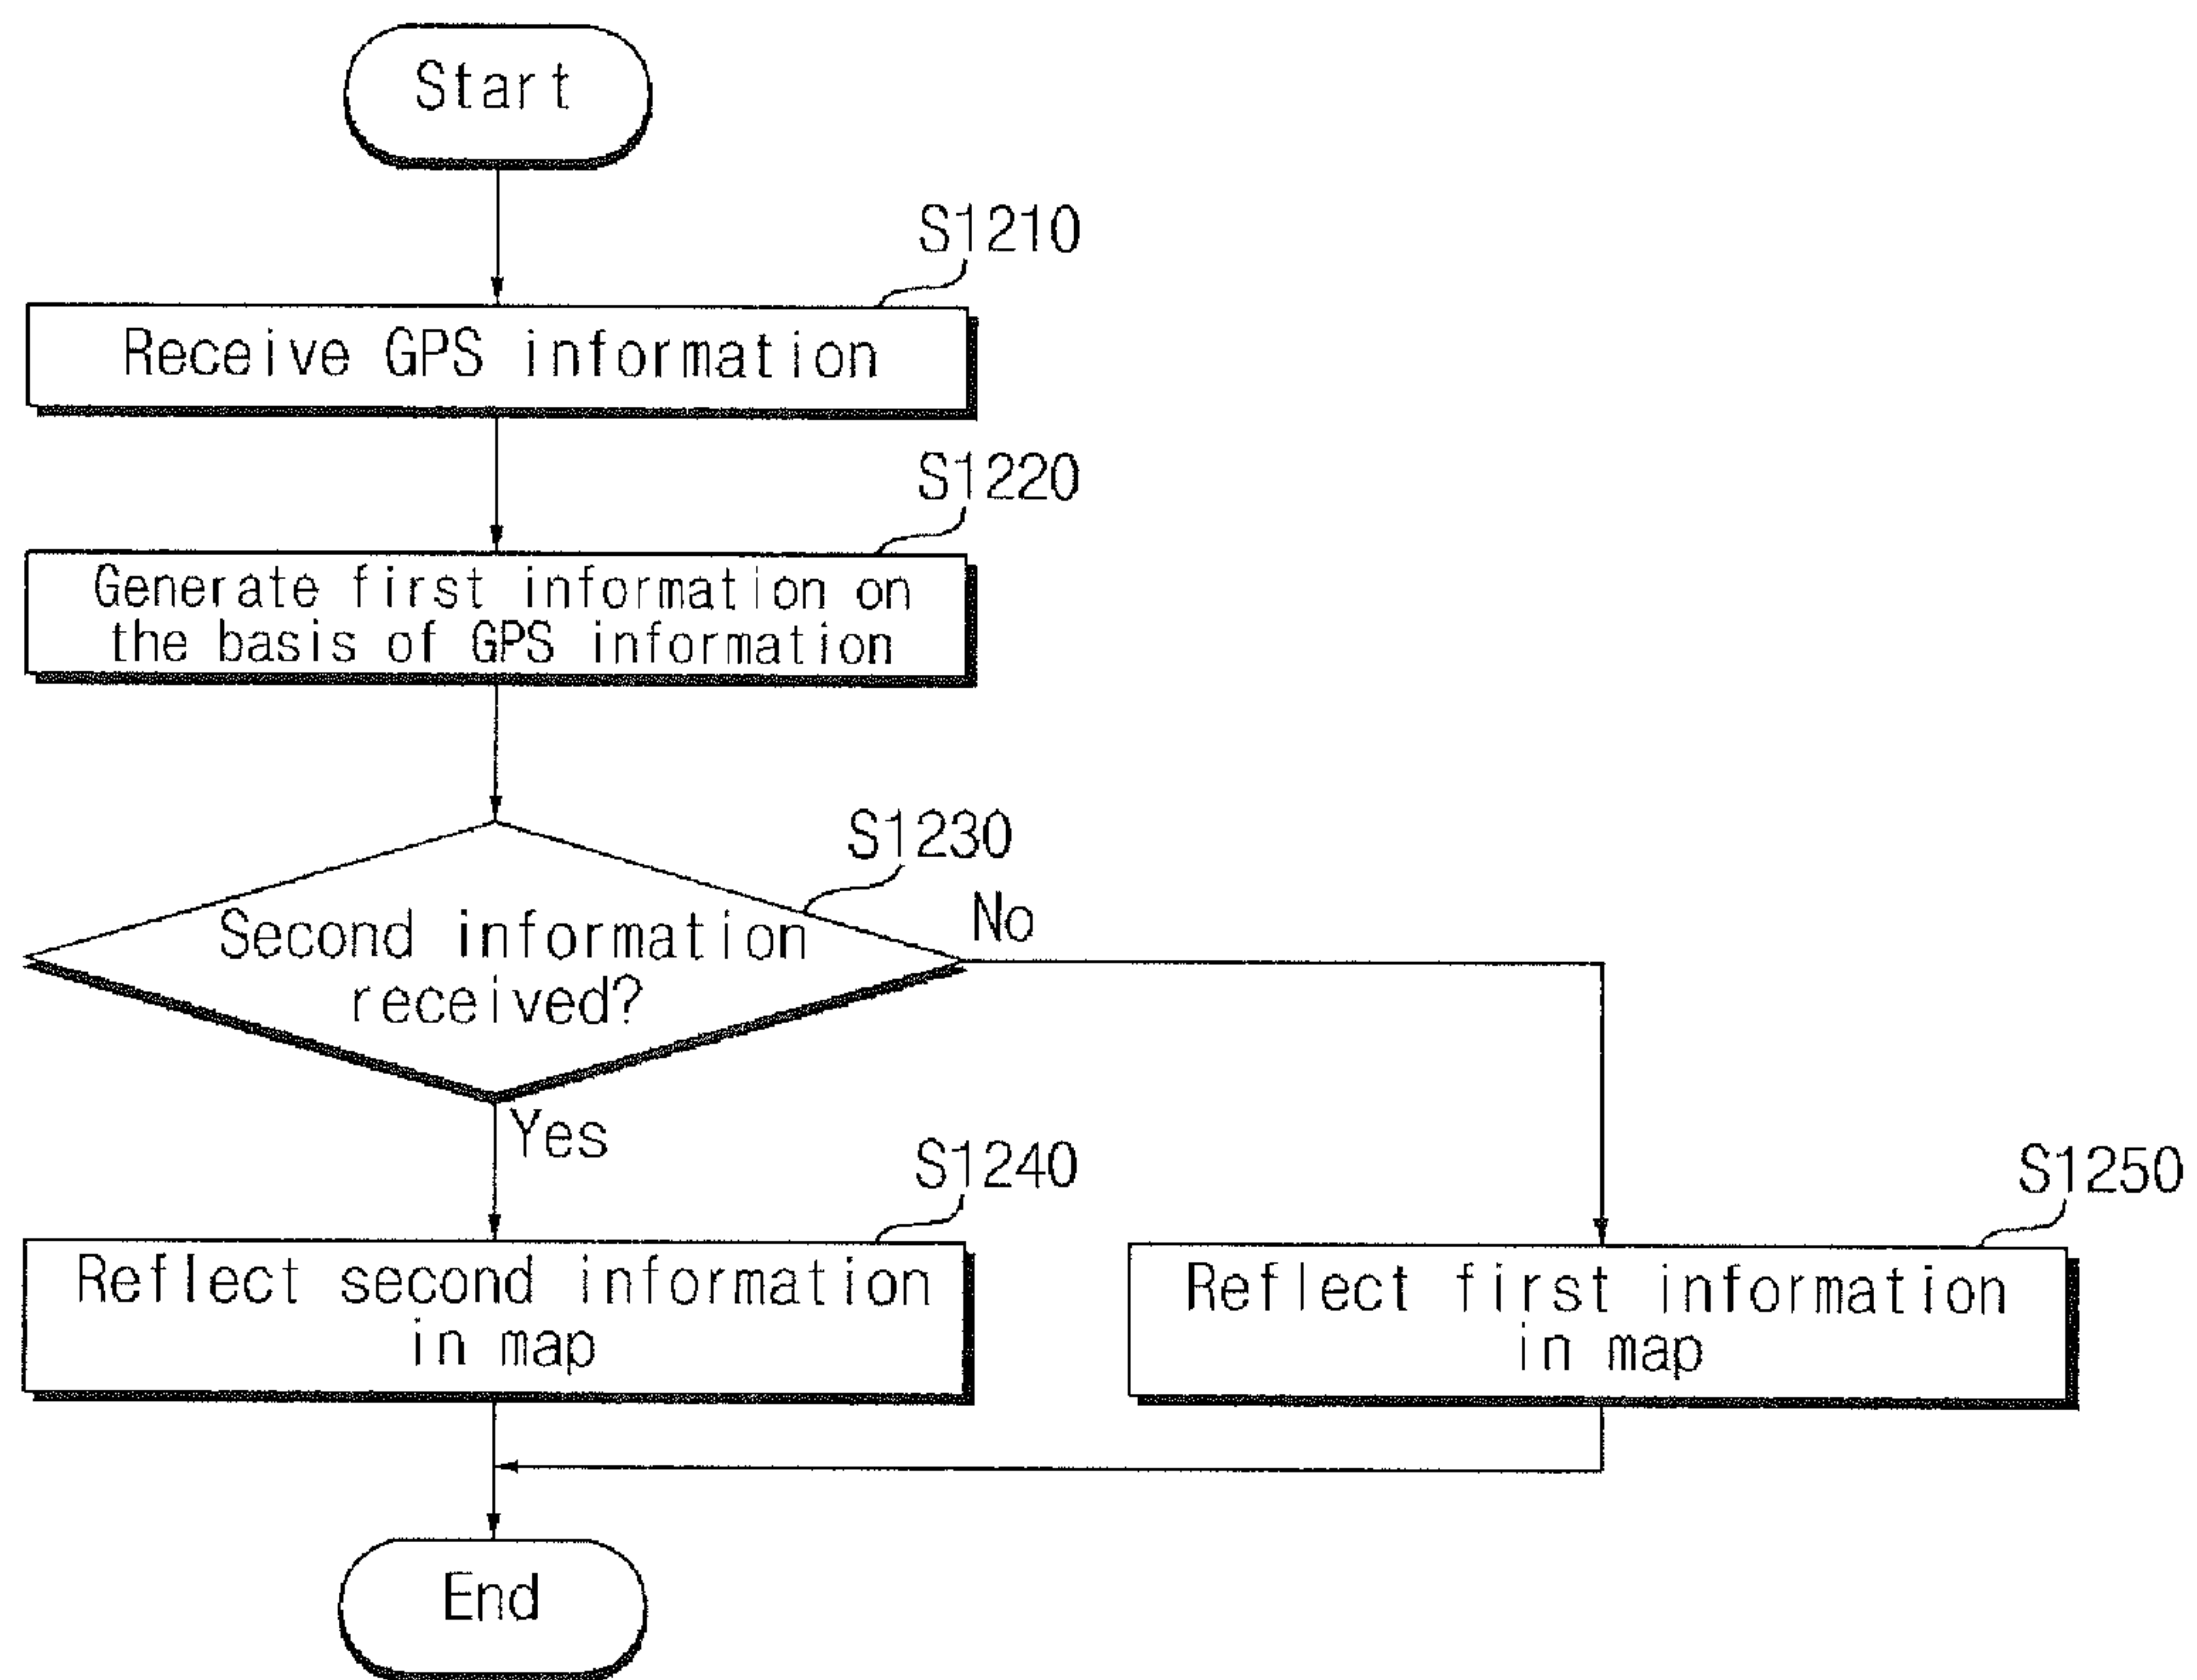 Start
S1210
Receive GPS information
S1220
Generate first information on
the basis of GPS information
S1230
Second information
received?
No
Yes
S1240
Reflect second information
in map
S1250
Reflect first information
in map
End